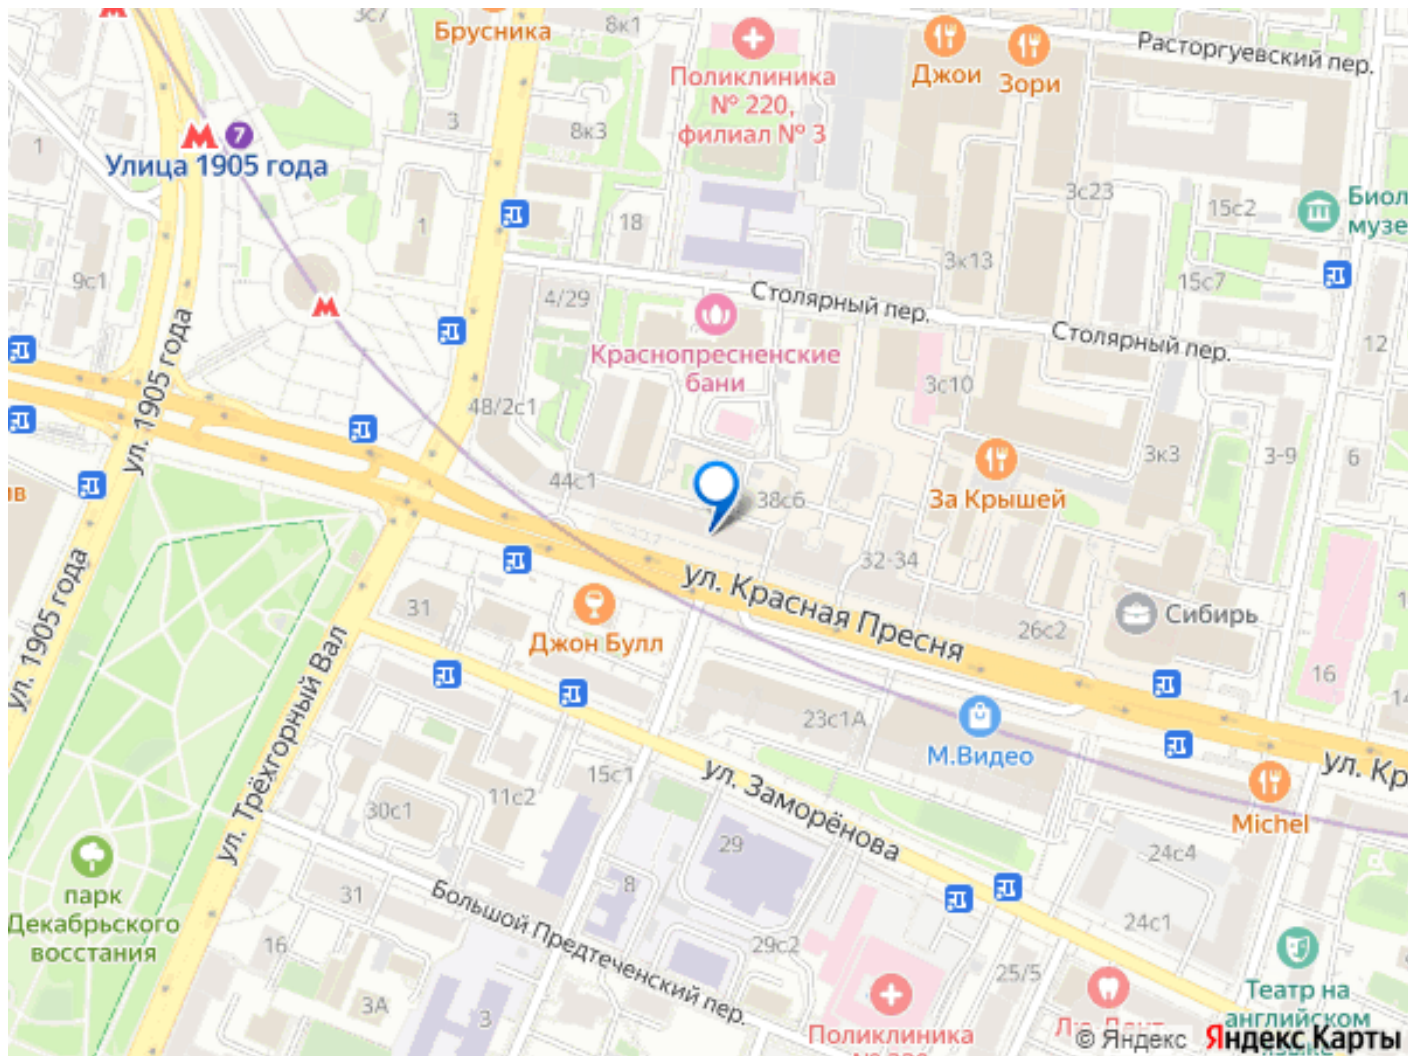 3с7
Брусника
8к1
Поликлиника
№ 220,
филиал № 3
Джои
Зори
Расторгуевский пер.
1
7
Улица 1905 года
3
8к3
18
1
3с23
15с2
3к13
15с7
9с1
4/29
Столярный пер.
Столярный пер.
12
Краснопресненские
бани
3с10
48/2с1
ул. 1905 года
44с1
38с6
За Крышей
3к3
3-9
6
32-34
ул. Красная Пресня
31
Джон Булл
Сибирь
26с2
16
ул. 1905 года
ул. Трёхгорный Вал
23с1А
М.Видео
ул. Кр
15с1
11с2
30с1
ул. Заморёнова
29
Michel
24с4
парк
Декабрьского
восстания
31
8
Большой Предтеченский пер.
16
29с2
24с1
25/5
3А
3
Поликлиника
Театр на
английском
© Яндекс
Яндекс Карты